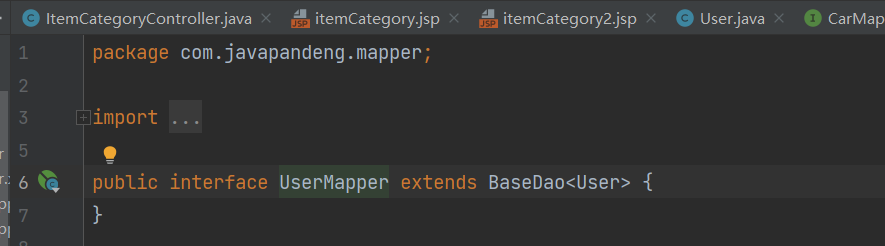 ItemCategoryController.java × itemCategory.jsp × itemCategory2.jsp × User.java × CarMap
1 package com.javapandeng.mapper;
2
3 import ...
5
6 public interface UserMapper extends BaseDao<User> {
7 }